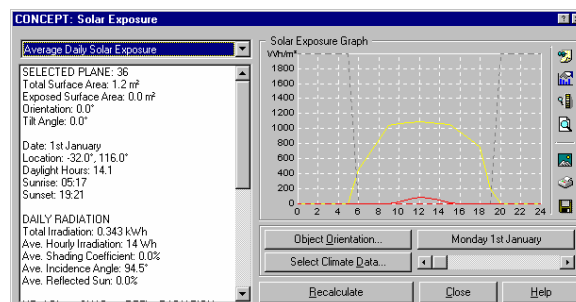 CONCEPT: Solar Exposure
Average Daily Solar Exposure
SELECTED PLANE: 36
Total Surface Area: 1.2 m²
Exposed Surface Area: 0.0 m²
Orientation: 0.0°
Tilt Angle: 0.0°
Date: 1st January
Location: -32.0°, 116.0°
Daylight Hours: 14.1
Sunrise: 05:17
Sunset: 19:21
DAILY RADIATION
Total Irradiation: 0.343 kWh
Ave. Hourly Irradiation: 14 Wh
Ave. Shading Coefficient: 0.0%
Ave. Incidence Angle: 94.5°
Ave. Reflected Sun: 0.0%
Solar Exposure Graph
Wh/m²
1800
1600
1400
1200
1000
800
600
400
200
0
0 2 4 6 8 10 12 14 16 18 20 22 24
Object Orientation...
Monday 1st January
Select Climate Data...
Recalculate
Close
Help